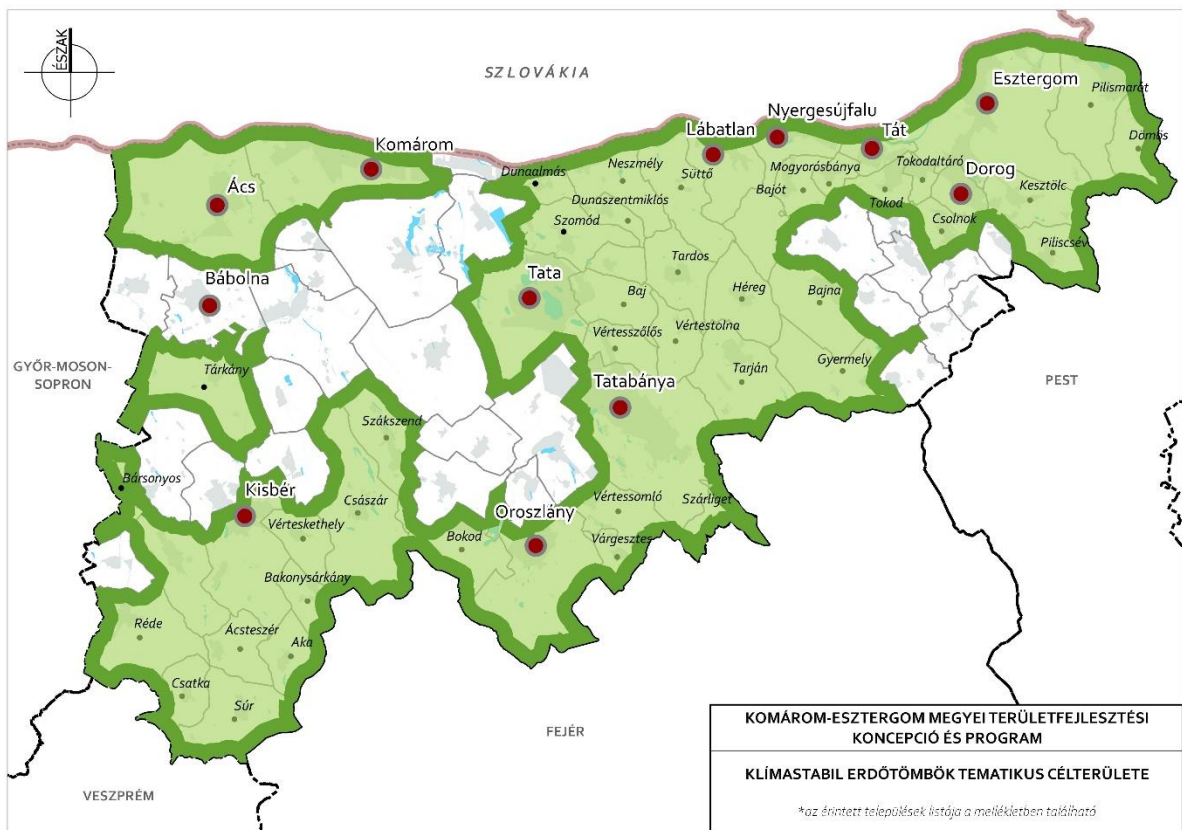 ÉSZAK
SZLOVÁKIA
Esztergom
Pilismarót
Nyergesújfalu
Lábatlan
Tát
Dömös
Komárom
Dunaalmás
Neszmély
Süttő
Mogyorósbánya
Tokodaltáró
Bajót
Dorog
Kesztölc
Ács
Dunaszentmiklós
Tokod
Csolnok
Szomód
Piliscsév
Tardos
Bábolna
Tata
Baj
Héreg
Bajna
Vértesszőlős
Vértestolna
GYŐR-MOSON-
SOPRON
Tárkány
Tarján
Gyermely
PEST
Tatabánya
Szákszend
Bársonyos
Kisbér
Császár
Vértessomló
Szárliget
Oroszlány
Vérteskethely
Bokod
Várgesztes
Bakonysárkány
Réde
Ácsteszér
Aka
Csatka
Súr
FEJÉR
VESZPRÉM
KOMÁROM-ESZTERGOM MEGYEI TERÜLETFEJLESZTÉSI
KONCEPCIÓ ÉS PROGRAM
KLÍMASTABIL ERDŐTÖMBÖK TEMATIKUS CÉLTERÜLETE
*az érintett települések listája a mellékletben található